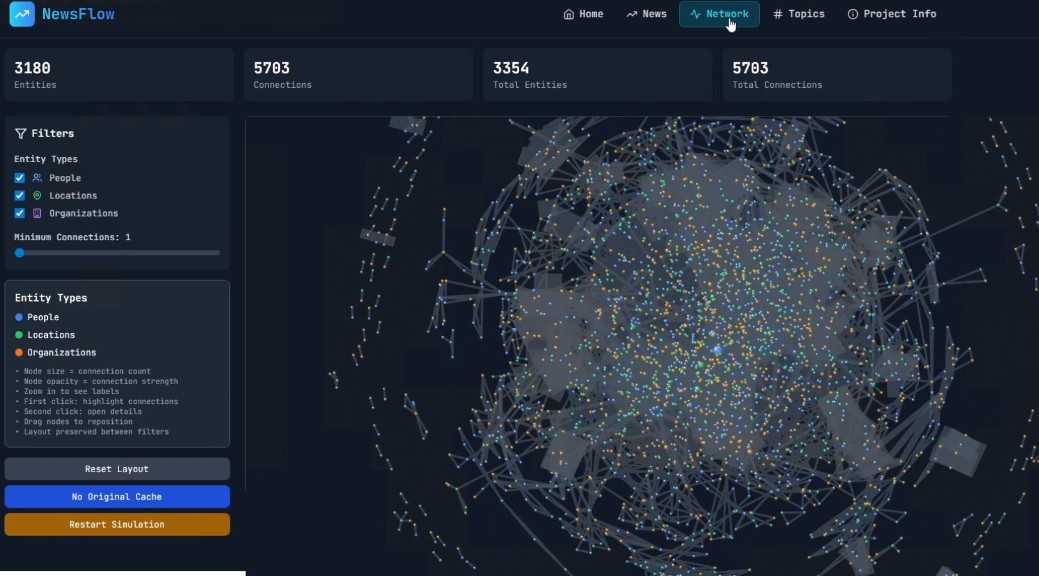 NewsFlow
Home
News
Network
# Topics
Project Info
3180
Entities
5703
Connections
3354
Total Entities
5703
Total Connections
Filters
Entity Types
People
Locations
Organizations
Minimum Connections: 1
Entity Types
People
Locations
Organizations
• Node size = connection count
• Node opacity = connection strength
• Zoom in to see labels
• First click: highlight connections
• Second click: open details
• Drag nodes to reposition
• Layout preserved between filters
Reset Layout
No Original Cache
Restart Simulation